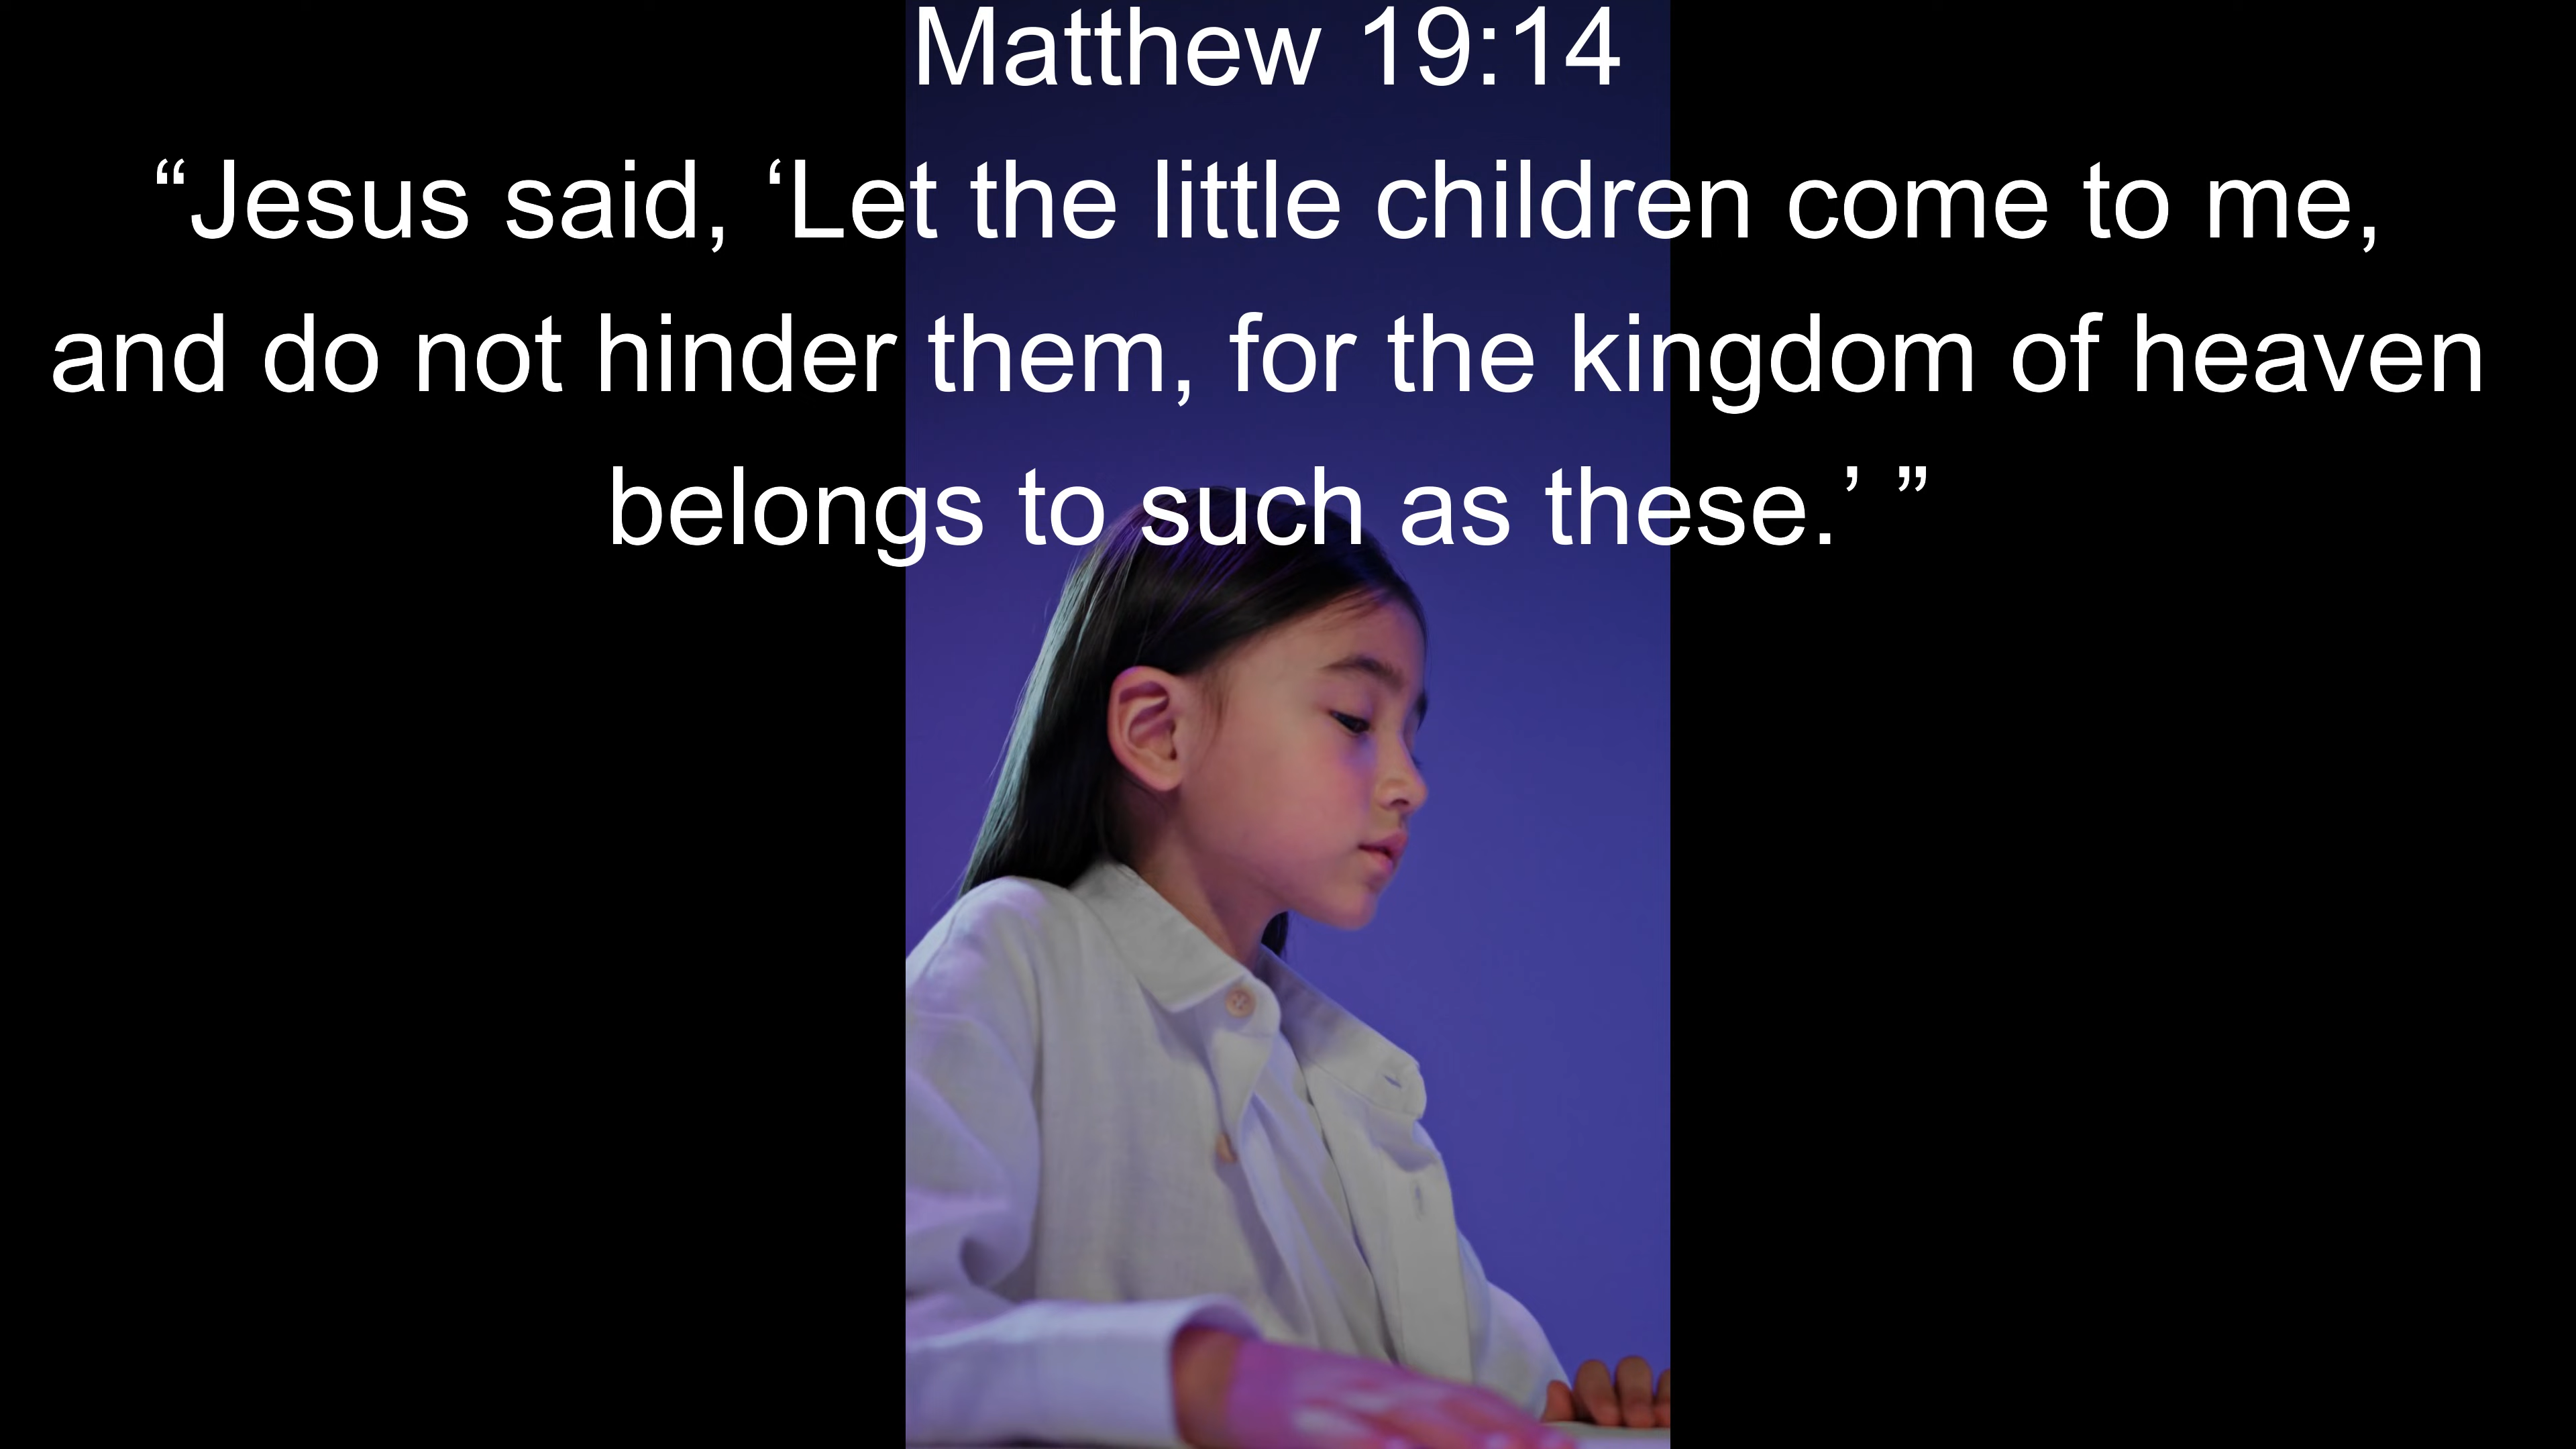 Matthew 19:14
“Jesus said, ‘Let the little children come to me,
and do not hinder them, for the kingdom of heaven
belongs to such as these.’ ”